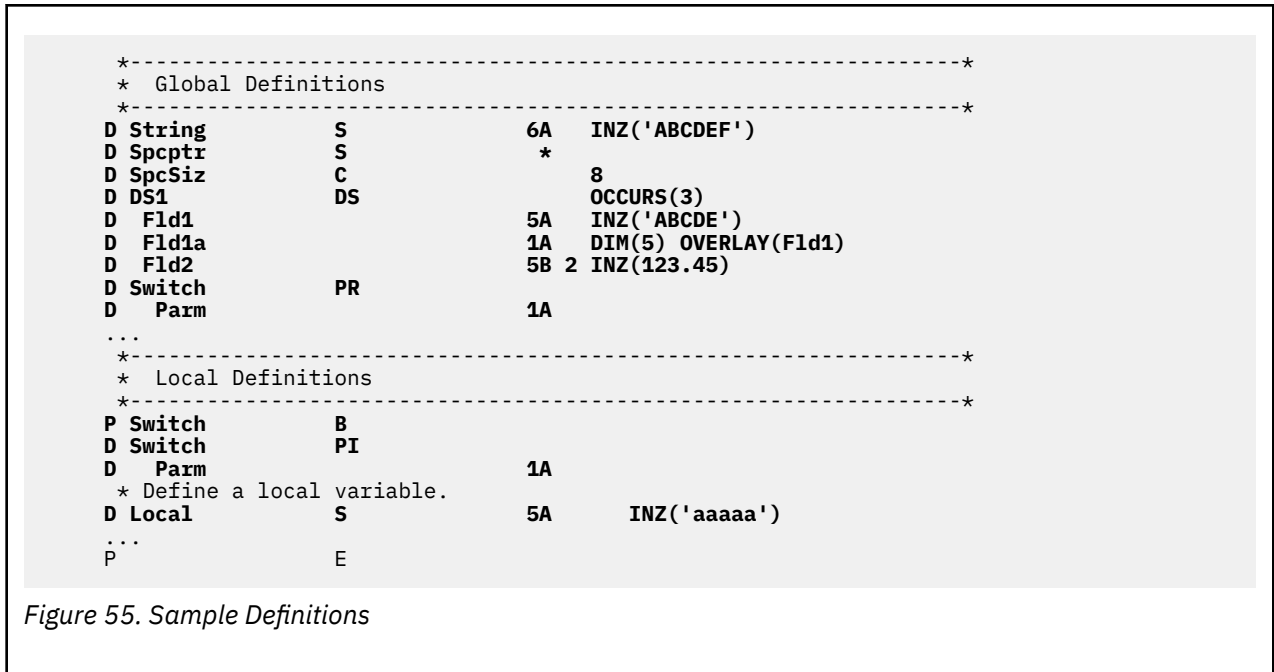 *-----------------------------------------------------------------*
*  Global Definitions
*-----------------------------------------------------------------*
D String          S              6A   INZ('ABCDEF')
D Spcptr          S               *
D SpcSiz          C                   8
D DS1             DS                  OCCURS(3)
D  Fld1                          5A   INZ('ABCDE')
D  Fld1a                         1A   DIM(5) OVERLAY(Fld1)
D  Fld2                          5B 2 INZ(123.45)
D Switch          PR
D   Parm                         1A
...
*-----------------------------------------------------------------*
*  Local Definitions
*-----------------------------------------------------------------*
P Switch          B
D Switch          PI
D   Parm                         1A
* Define a local variable.
D Local           S              5A      INZ('aaaaa')
...
P                 E
Figure 55. Sample Definitions